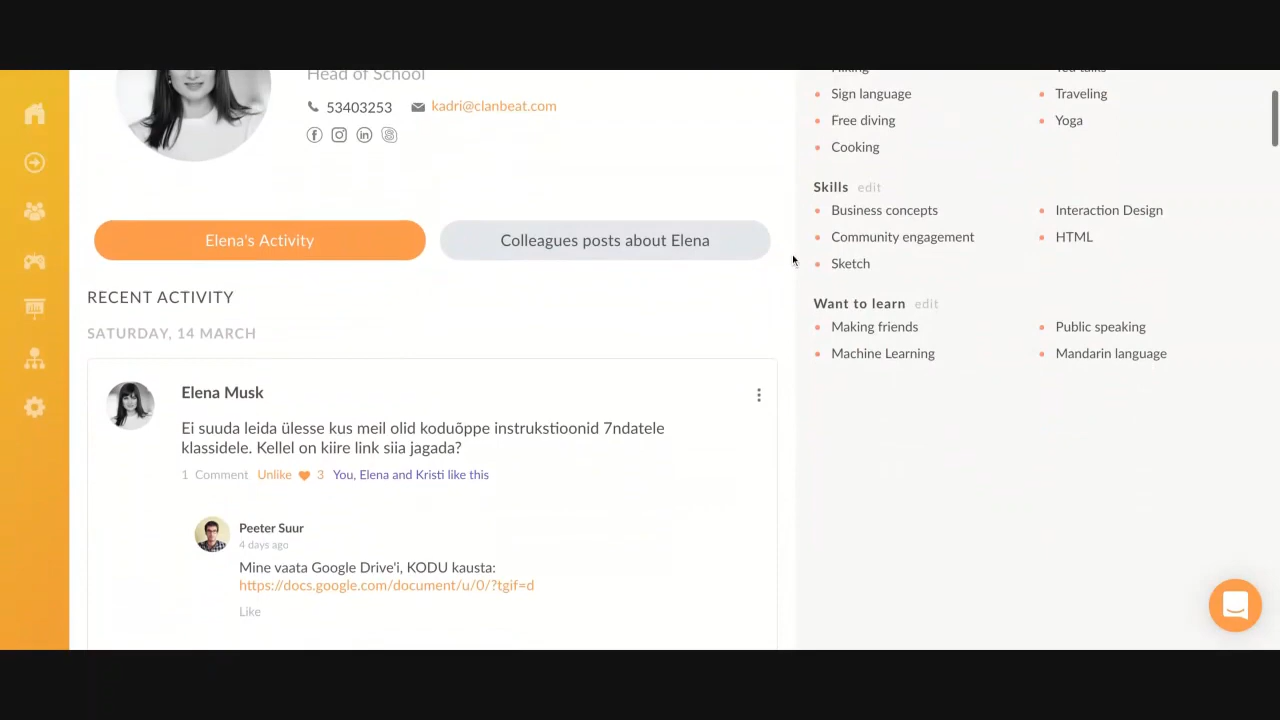 Head of School
53403253 kadri@clanbeat.com
Elena's Activity
Colleagues posts about Elena
RECENT ACTIVITY
SATURDAY, 14 MARCH
Elena Musk
Ei suuda leida ülesse kus meil olid koduõppe instrukstioonid 7ndatele
klassidele. Kellel on kiire link siia jagada?
1 Comment Unlike 3 You, Elena and Kristi like this
Peeter Suur
4 days ago
Mine vaata Google Drive'i, KODU kausta:
https://docs.google.com/document/u/0/?tgif=d
Like
Hiking
Ted talks
Sign language
Traveling
Free diving
Yoga
Cooking
Skills edit
Business concepts
Interaction Design
Community engagement
HTML
Sketch
Want to learn edit
Making friends
Public speaking
Machine Learning
Mandarin language